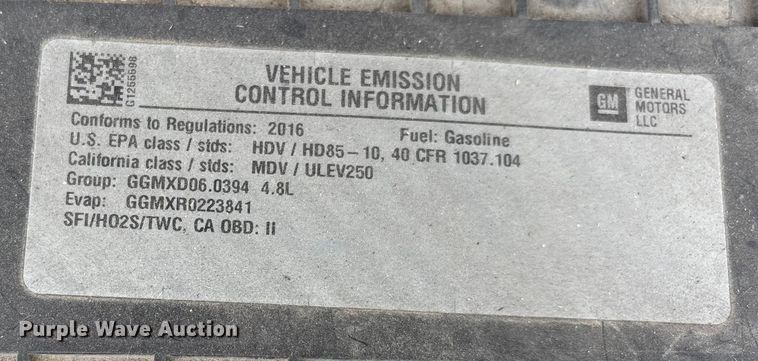 G1255598
VEHICLE EMISSION
CONTROL INFORMATION
GM
GENERAL
MOTORS
LLC
Conforms to Regulations: 2016 Fuel: Gasoline
U.S. EPA class / stds: HDV / HD85-10, 40 CFR 1037.104
California class / stds: MDV / ULEV250
Group: GGMXD06.0394 4.8L
Evap: GGMXR0223841
SFI/HO2S/TWC, CA OBD: II
Purple Wave Auction